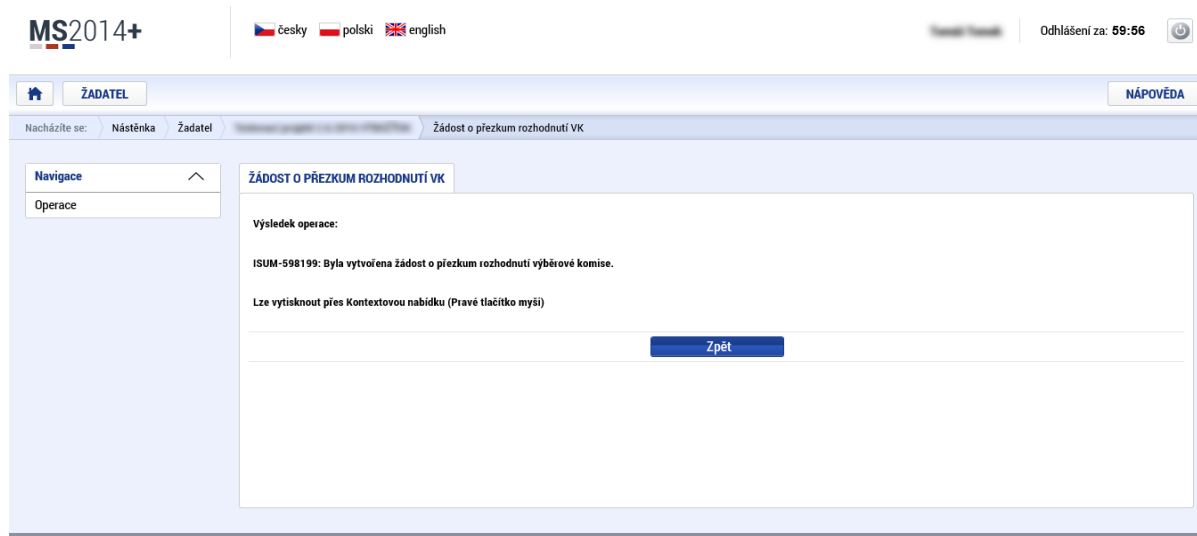 MS2014+
česky polski english
Odhlášení za: 59:56
ŽADATEL
NÁPOVĚDA
Nacházíte se: Nástěnka Žadatel Žádost o přezkum rozhodnutí VK
Navigace
Operace
ŽÁDOST O PŘEZKUM ROZHODNUTÍ VK
Výsledek operace:
ISUM-598199: Byla vytvořena žádost o přezkum rozhodnutí výběrové komise.
Lze vytisknout přes Kontextovou nabídku (Pravé tlačítko myši)
Zpět